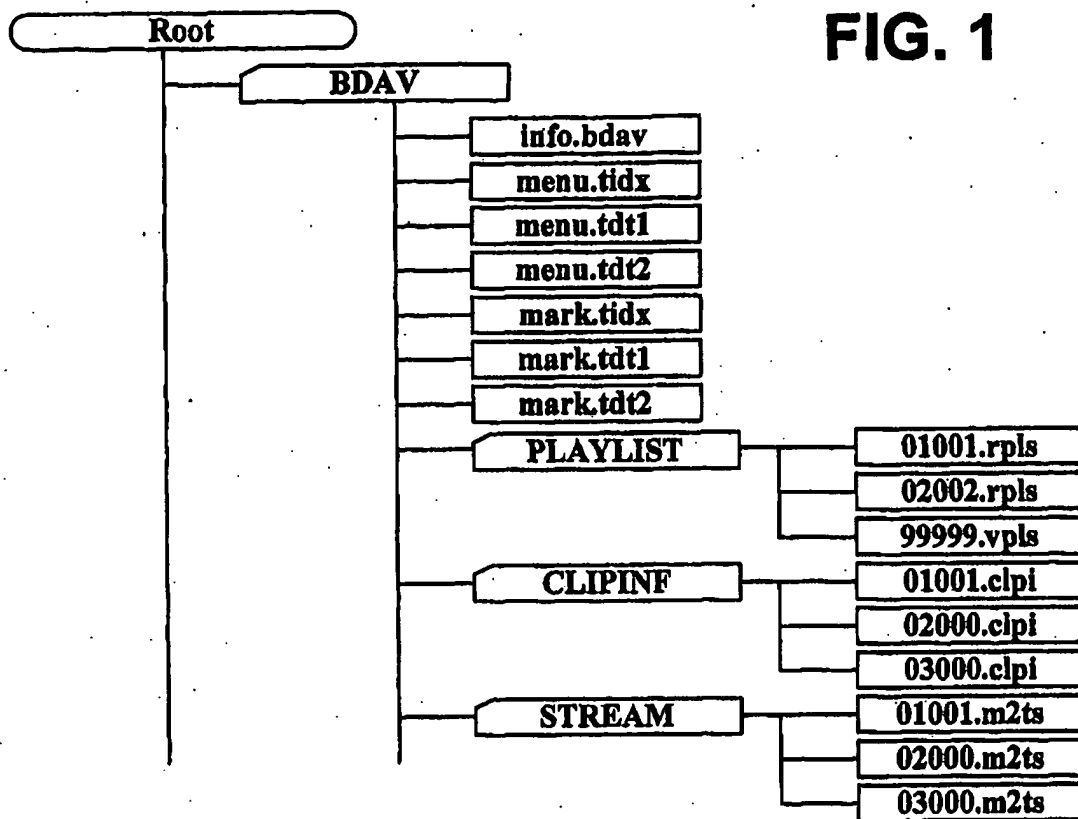 FIG. 1
Root
BDAV
info.bdav
menu.tidx
menu.tdt1
menu.tdt2
mark.tidx
mark.tdt1
mark.tdt2
PLAYLIST
01001.rpls
02002.rpls
99999.vpls
CLIPINF
01001.clpi
02000.clpi
03000.clpi
STREAM
01001.m2ts
02000.m2ts
03000.m2ts